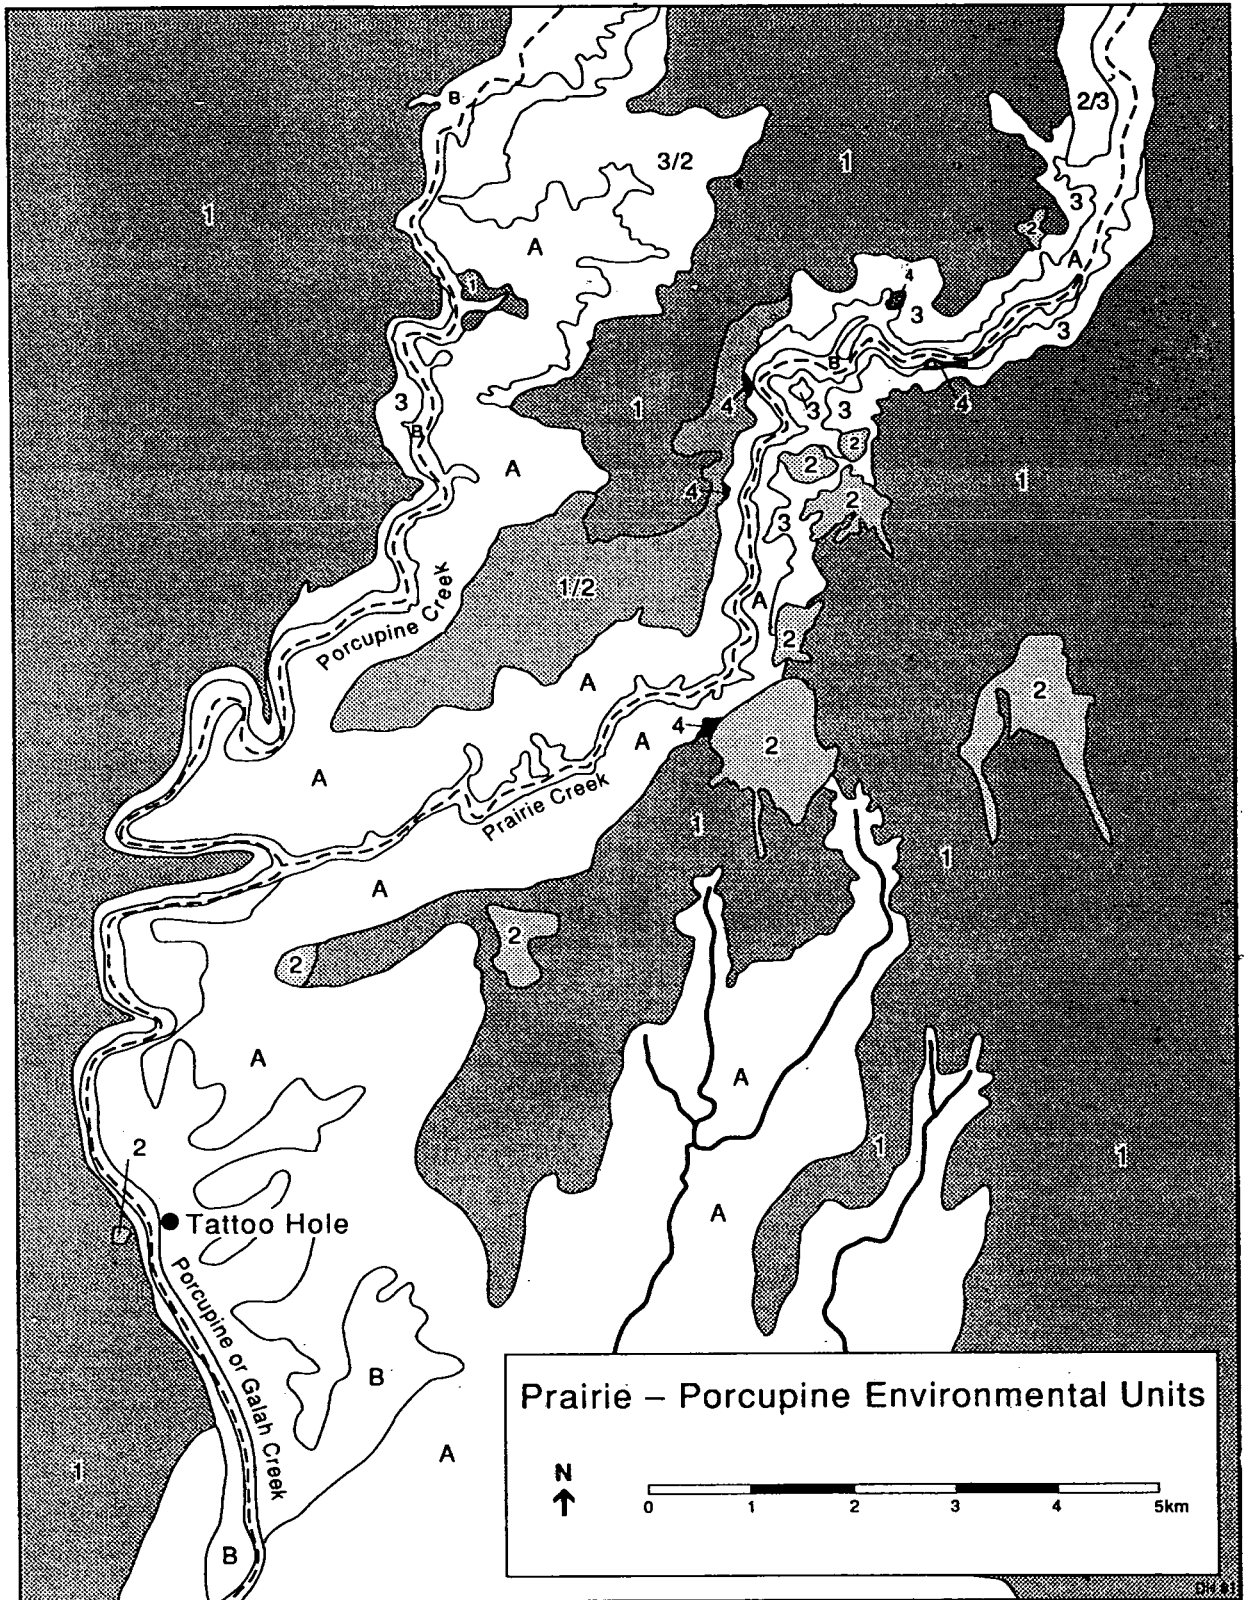 B
2/3
3/2
1
1
3
2
A
A
1
4
3
3
B
3
4
3
3
4
1
B
2
A
2
1
4
2
3
1/2
A
Porcupine Creek
2
A
2
4
A
2
A
Prairie Creek
1
1
A
2
2
A
A
2
1
1
A
Tattoo Hole
Porcupine or Galah Creek
B
A
1
B
Prairie – Porcupine Environmental Units
N
0 1 2 3 4 5km
DH 91